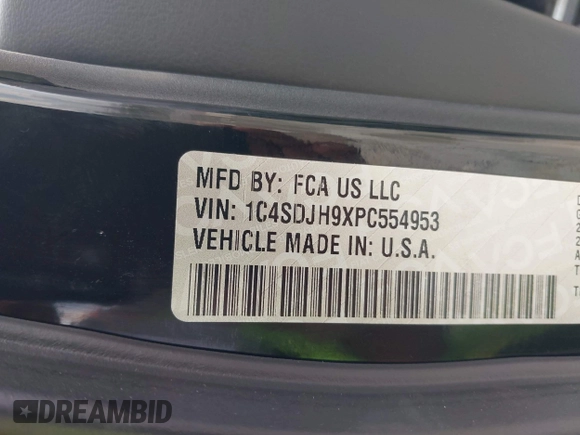 MFD BY: FCA US LLC
VIN: 1C4SDJH9XPC554953
VEHICLE MADE IN: U.S.A.
DREAMBID